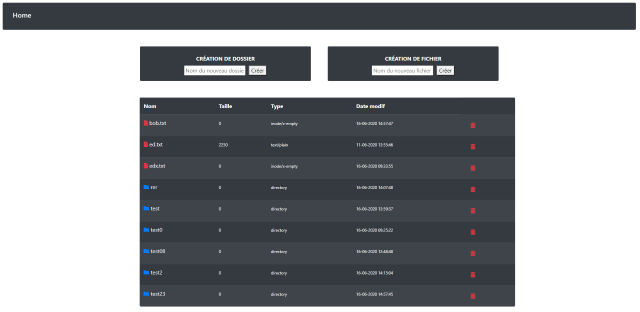 Home
CRÉATION DE DOSSIER
CRÉATION DE FICHIER
Nom du nouveau dossie Créer
Nom du nouveau fichier Créer
Nom Taille Type Date modif
bob.txt 0 inode/x-empty 16-06-2020 14:57:37
ed.txt 2230 text/plain 11-06-2020 13:55:46
edx.txt 0 inode/x-empty 16-06-2020 09:33:55
rer 0 directory 16-06-2020 14:07:48
test 0 directory 16-06-2020 13:59:37
test0 0 directory 16-06-2020 09:25:22
test08 0 directory 16-06-2020 13:48:48
test2 0 directory 16-06-2020 14:13:04
test23 0 directory 16-06-2020 14:57:45